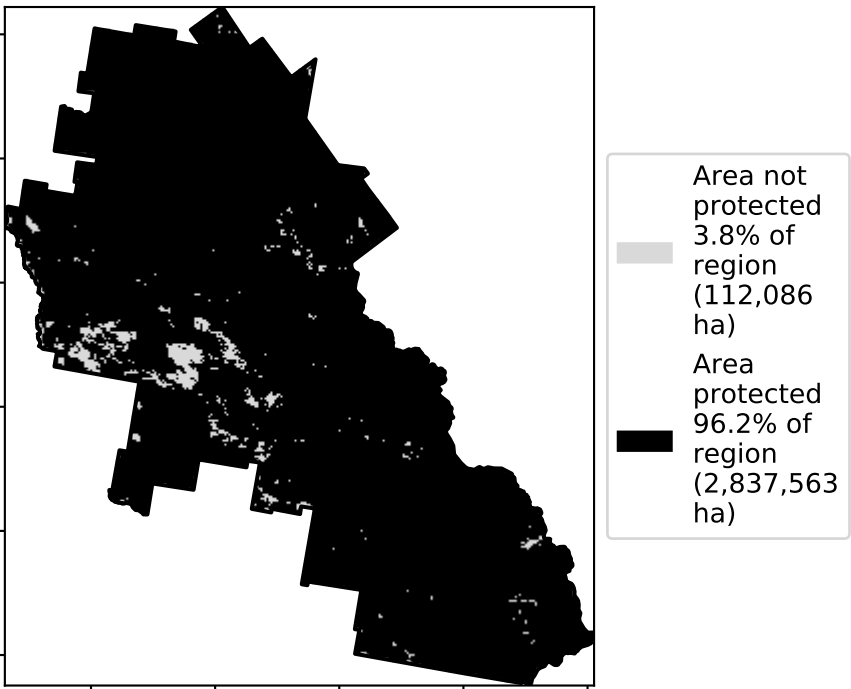 Area not
protected
3.8% of
region
(112,086
ha)
Area
protected
96.2% of
region
(2,837,563
ha)